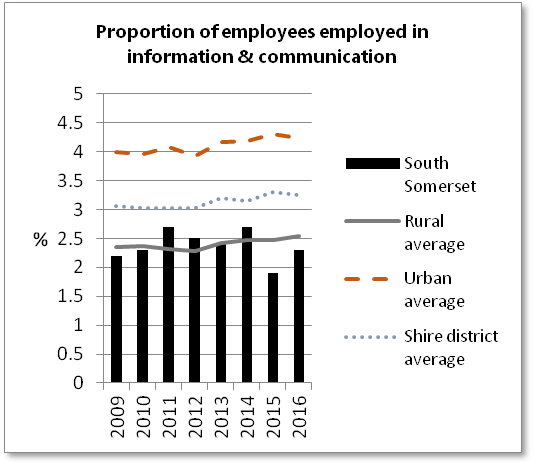 Proportion of employees employed in
information & communication
5
4.5
4
3.5
3
2.5
2
1.5
1
0.5
0
%
2009
2010
2011
2012
2013
2014
2015
2016
South
Somerset
Rural
average
Urban
average
Shire district
average